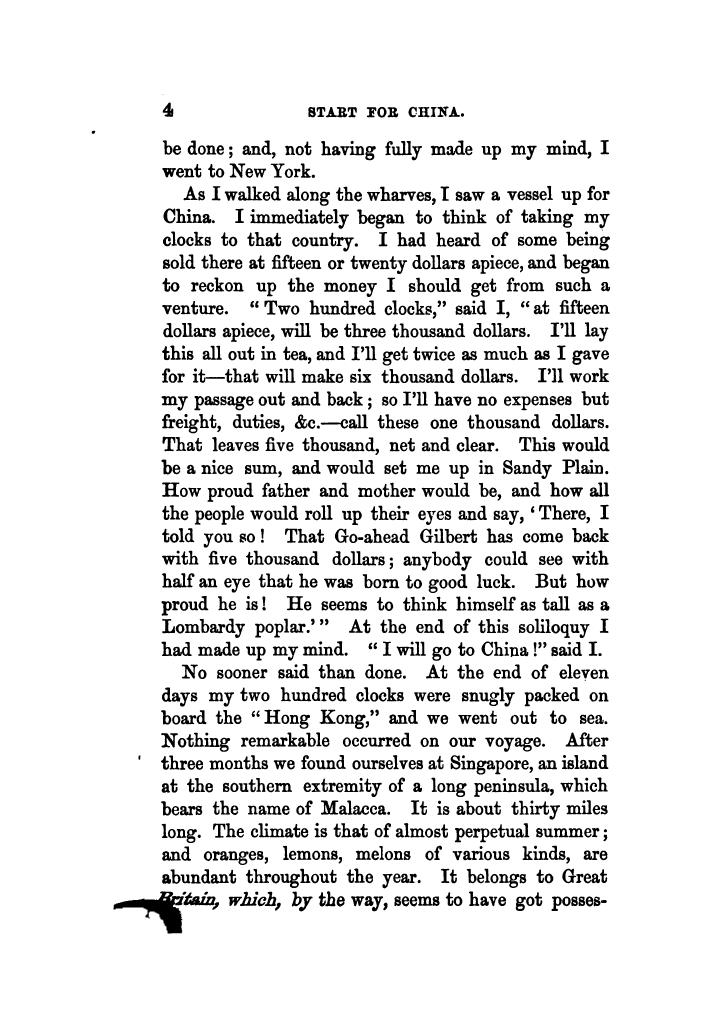 4 START FOR CHINA.
be done; and, not having fully made up my mind, I
went to New York.
As I walked along the wharves, I saw a vessel up for
China. I immediately began to think of taking my
clocks to that country. I had heard of some being
sold there at fifteen or twenty dollars apiece, and began
to reckon up the money I should get from such a
venture. “Two hundred clocks,” said I, “at fifteen
dollars apiece, will be three thousand dollars. I’ll lay
this all out in tea, and I’ll get twice as much as I gave
for it—that will make six thousand dollars. I’ll work
my passage out and back; so I’ll have no expenses but
freight, duties, &c.—call these one thousand dollars.
That leaves five thousand, net and clear. This would
be a nice sum, and would set me up in Sandy Plain.
How proud father and mother would be, and how all
the people would roll up their eyes and say, ‘There, I
told you so! That Go-ahead Gilbert has come back
with five thousand dollars; anybody could see with
half an eye that he was born to good luck. But how
proud he is! He seems to think himself as tall as a
Lombardy poplar.’” At the end of this soliloquy I
had made up my mind. “I will go to China!” said I.
No sooner said than done. At the end of eleven
days my two hundred clocks were snugly packed on
board the “Hong Kong,” and we went out to sea.
Nothing remarkable occurred on our voyage. After
three months we found ourselves at Singapore, an island
at the southern extremity of a long peninsula, which
bears the name of Malacca. It is about thirty miles
long. The climate is that of almost perpetual summer;
and oranges, lemons, melons of various kinds, are
abundant throughout the year. It belongs to Great
Britain, which, by the way, seems to have got posses-